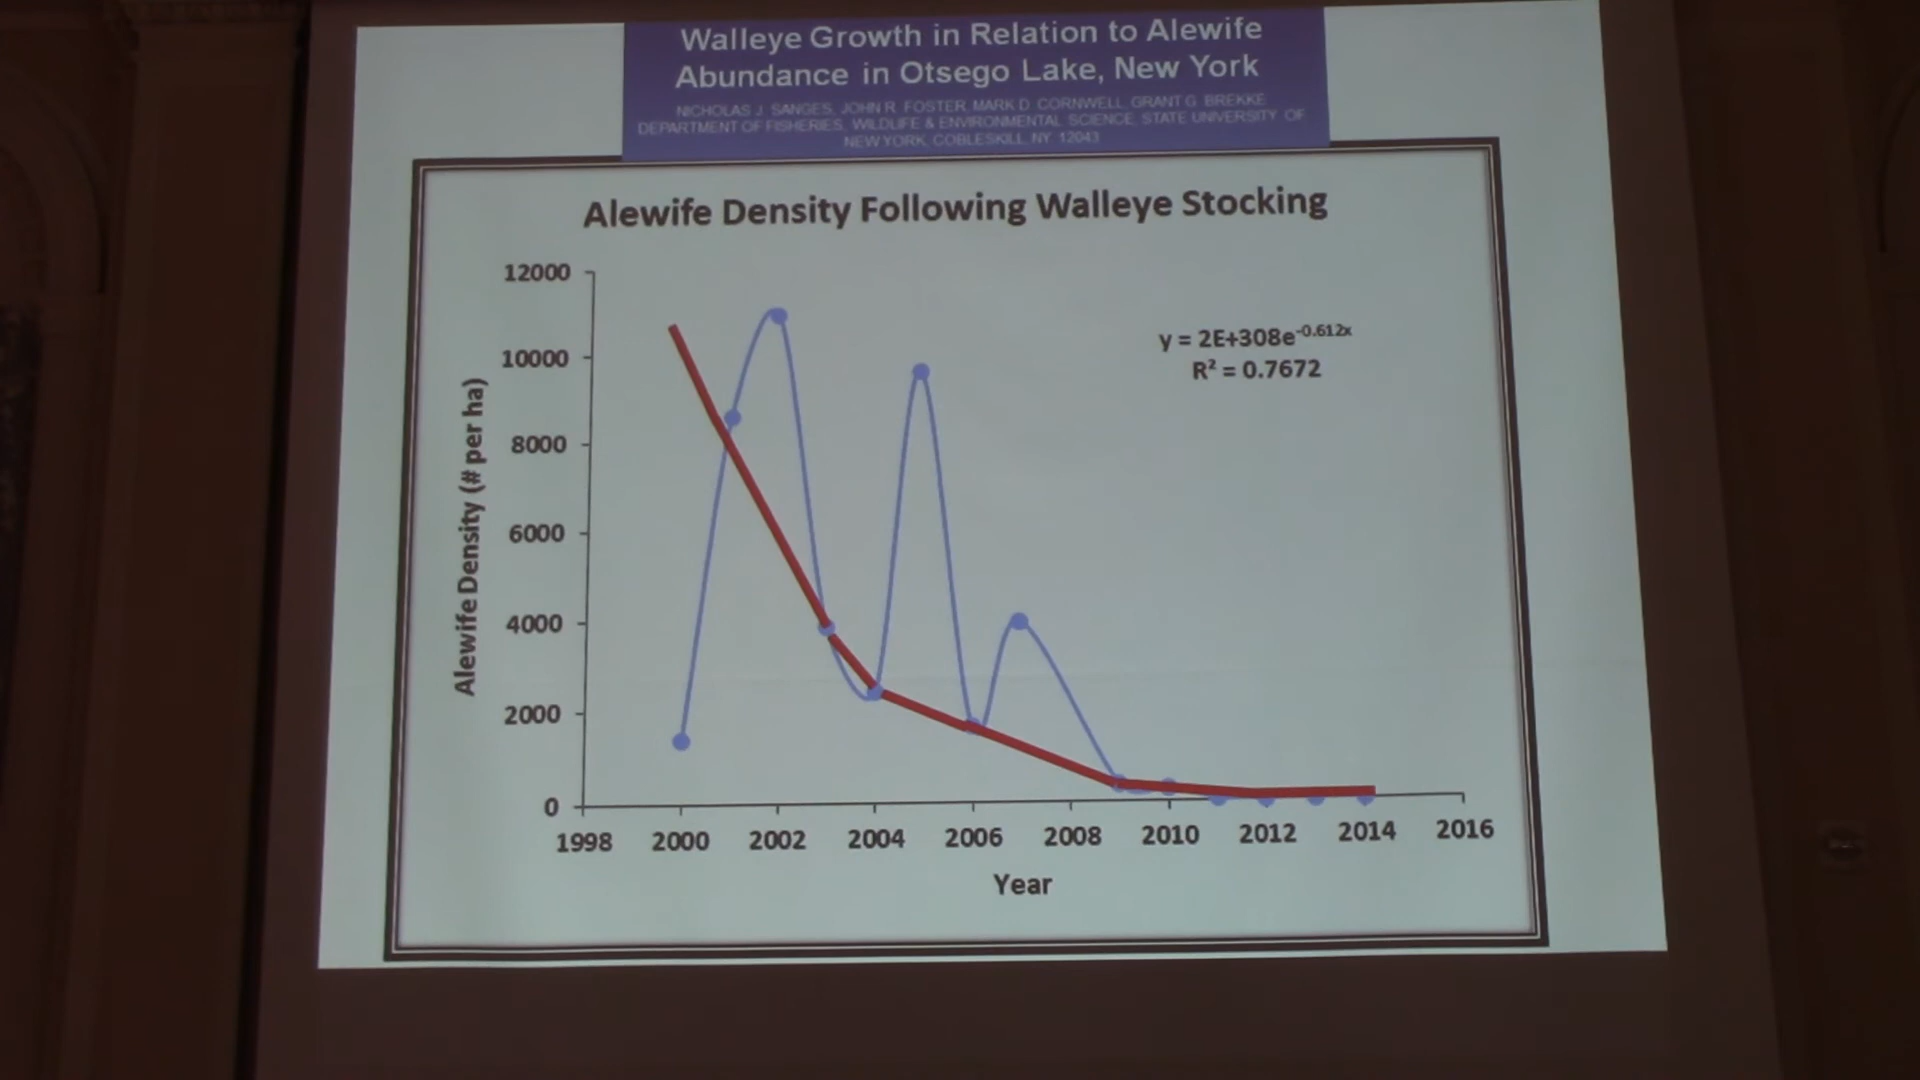 Walleye Growth in Relation to Alewife
Abundance in Otsego Lake, New York
NICHOLAS J. SANGES, JOHN R. FOSTER, MARK D. CORNWELL, GRANT G. BREKKE
DEPARTMENT OF FISHERIES, WILDLIFE & ENVIRONMENTAL SCIENCE, STATE UNIVERSITY OF
NEW YORK, COBLESKILL, NY 12043
Alewife Density Following Walleye Stocking
y = 2E+308e^-0.612x
R² = 0.7672
Alewife Density (# per ha)
12000
10000
8000
6000
4000
2000
0
1998 2000 2002 2004 2006 2008 2010 2012 2014 2016
Year